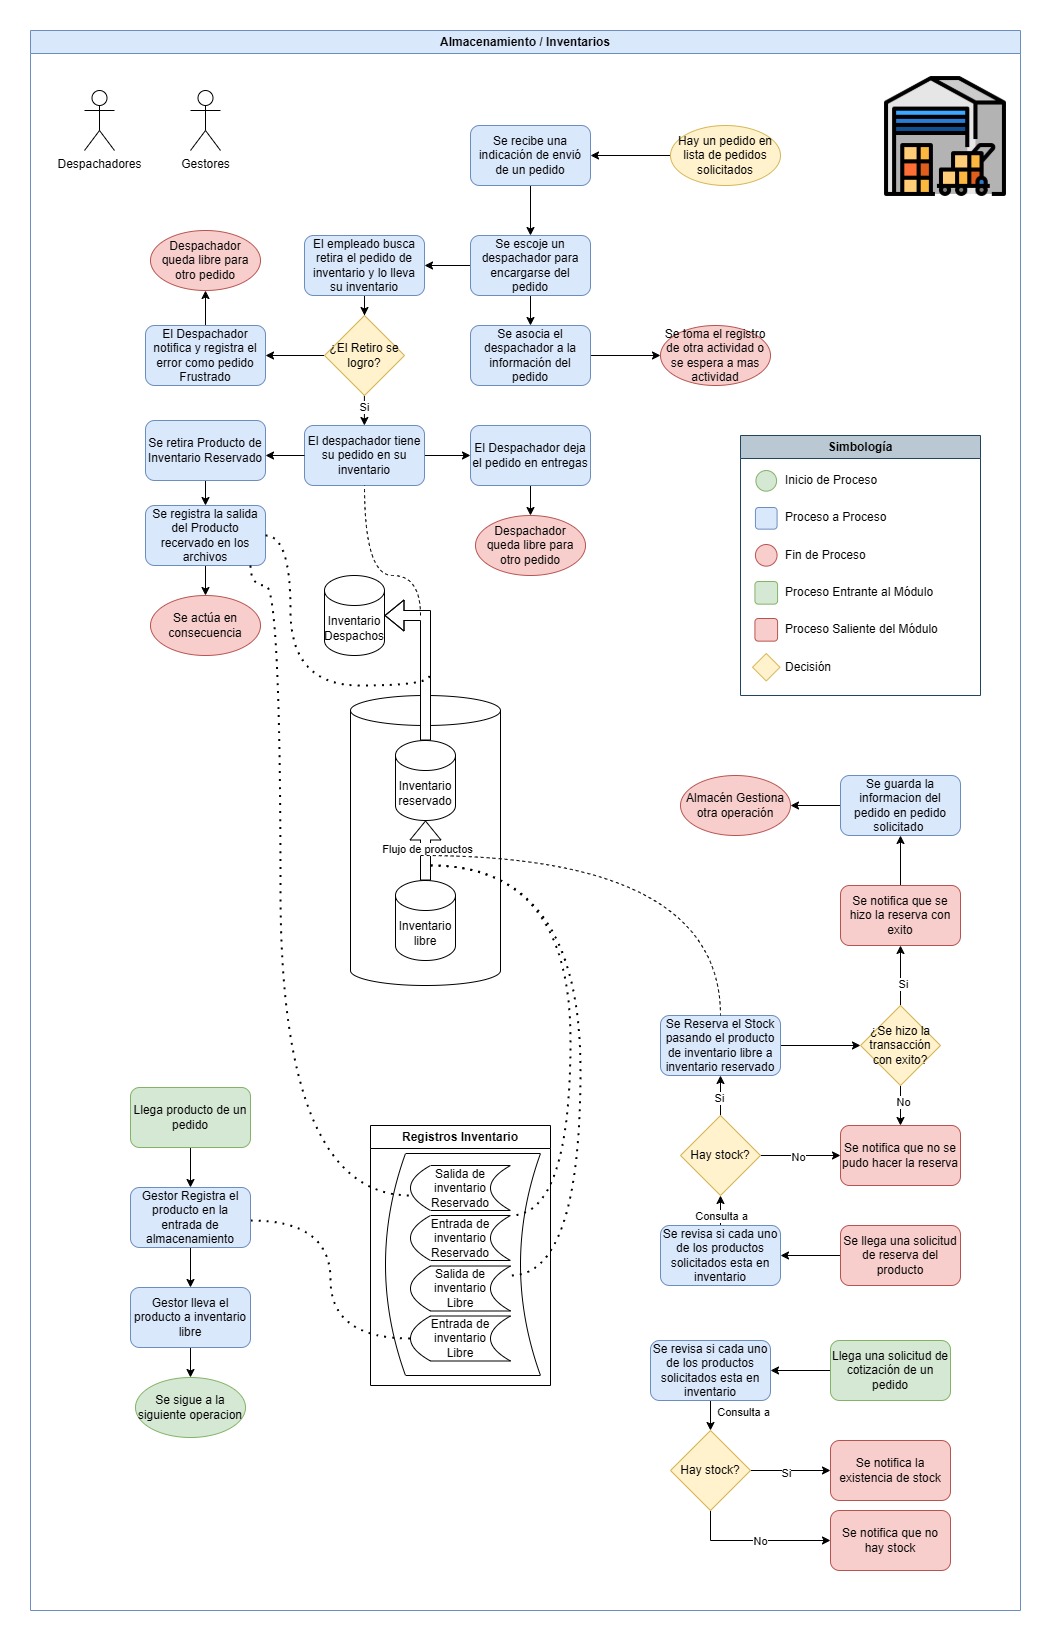 Almacenamiento / Inventarios
Despachadores
Gestores
Se recibe una
indicación de envió
de un pedido
Hay un pedido en
lista de pedidos
solicitados
Despachador
queda libre para
otro pedido
El empleado busca
retira el pedido de
inventario y lo lleva
su inventario
Se escoje un
despachador para
encargarse del
pedido
El Despachador
notifica y registra el
error como pedido
Frustrado
¿El Retiro se
logro?
Se asocia el
despachador a la
información del
pedido
Se toma el registro
de otra actividad o
se espera a mas
actividad
Si
Se retira Producto de
Inventario Reservado
El despachador tiene
su pedido en su
inventario
El Despachador deja
el pedido en entregas
Se registra la salida
del Producto
recervado en los
archivos
Despachador
queda libre para
otro pedido
Se actúa en
consecuencia
Simbología
Inicio de Proceso
Proceso a Proceso
Fin de Proceso
Proceso Entrante al Módulo
Proceso Saliente del Módulo
Decisión
Inventario
Despachos
Inventario
reservado
Flujo de productos
Inventario
libre
Almacén Gestiona
otra operación
Se guarda la
informacion del
pedido en pedido
solicitado
Se notifica que se
hizo la reserva con
exito
Si
Se Reserva el Stock
pasando el producto
de inventario libre a
inventario reservado
¿Se hizo la
transacción
con exito?
Si
No
Hay stock?
No
Se notifica que no se
pudo hacer la reserva
Consulta a
Se revisa si cada uno
de los productos
solicitados esta en
inventario
Se llega una solicitud
de reserva del
producto
Llega producto de un
pedido
Gestor Registra el
producto en la
entrada de
almacenamiento
Gestor lleva el
producto a inventario
libre
Se sigue a la
siguiente operacion
Registros Inventario
Salida de
inventario
Reservado
Entrada de
inventario
Reservado
Salida de
inventario
Libre
Entrada de
inventario
Libre
Se revisa si cada uno
de los productos
solicitados esta en
inventario
Llega una solicitud de
cotización de un
pedido
Consulta a
Hay stock?
Si
Se notifica la
existencia de stock
No
Se notifica que no
hay stock